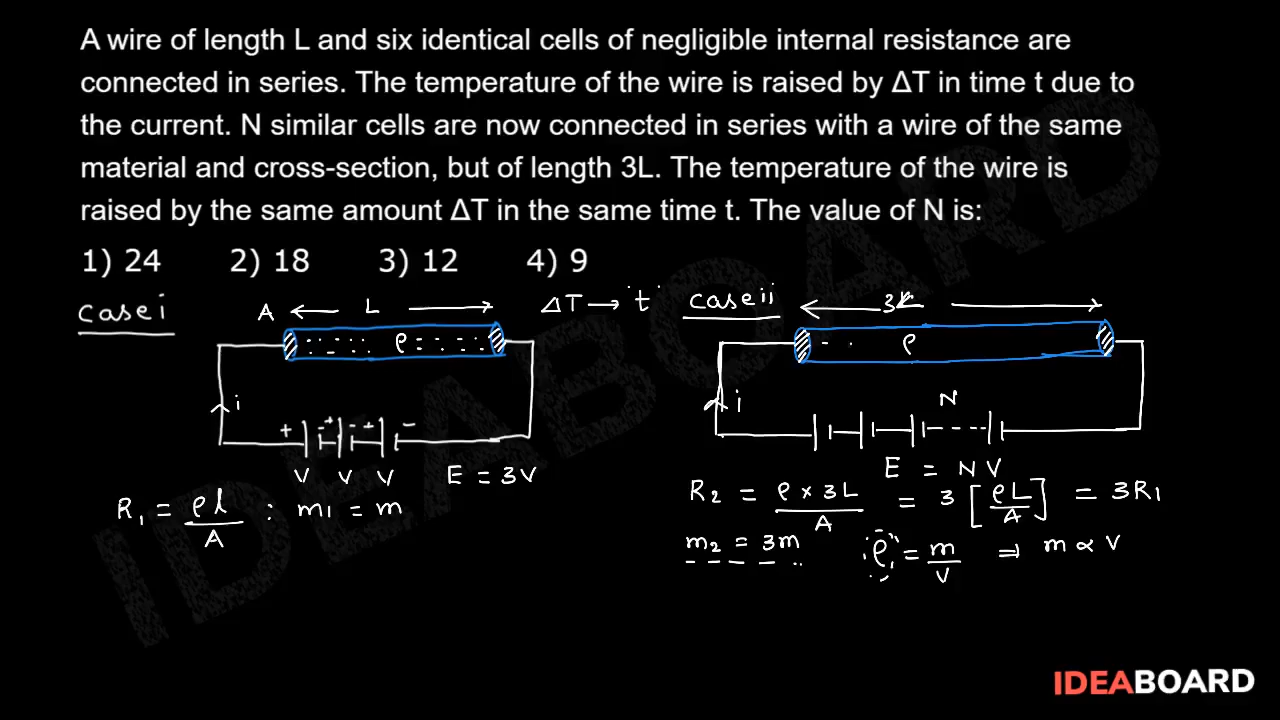 A wire of length L and six identical cells of negligible internal resistance are
connected in series. The temperature of the wire is raised by ΔT in time t due to
the current. N similar cells are now connected in series with a wire of the same
material and cross-section, but of length 3L. The temperature of the wire is
raised by the same amount ΔT in the same time t. The value of N is:
1) 24 2) 18 3) 12 4) 9
case i A L ΔT → 't' case ii 3L
ρ ρ
i + - + - + - i N
V V V E = 3V E = NV
R₁ = ρl/A : m₁ = m R₂ = ρ × 3L/A = 3 [ρL/A] = 3R₁
m₂ = 3m ρ = m/V ⇒ m ∝ V
IDEABOARD
IDEABOARD